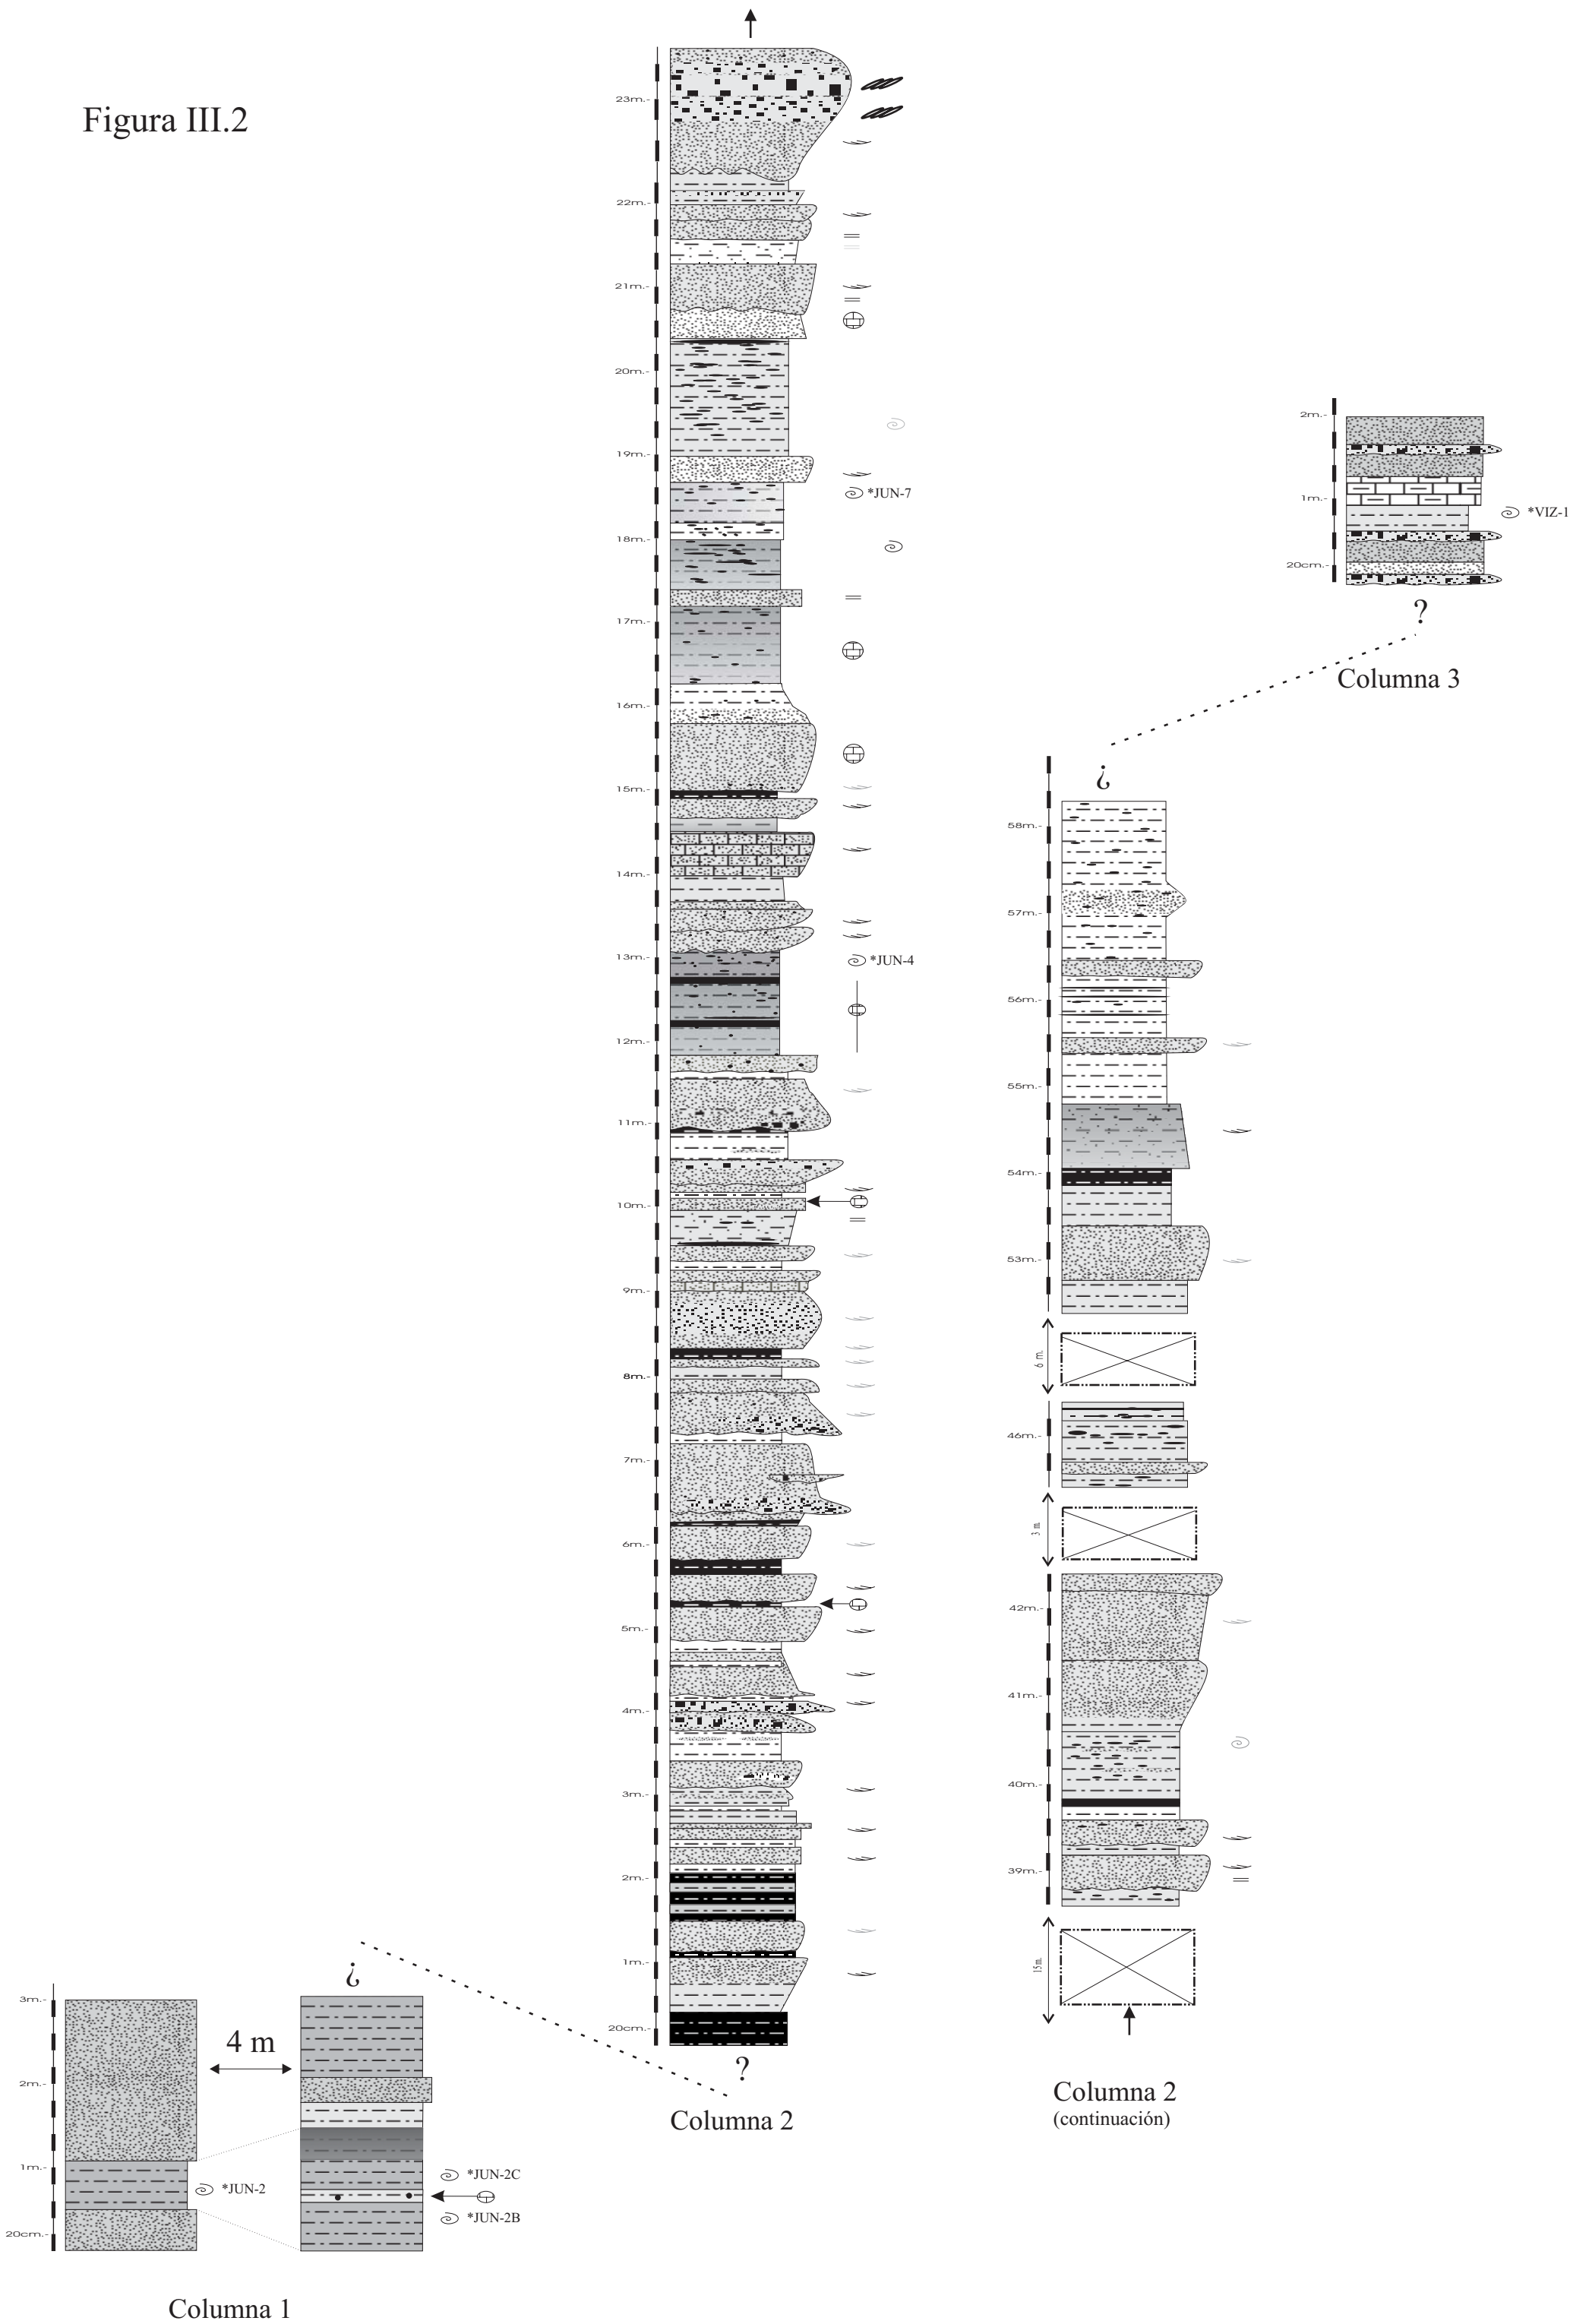 Figura III.2
23m.-
22m.-
21m.-
20m.-
19m.-
*JUN-7
18m.-
17m.-
16m.-
15m.-
14m.-
13m.-
*JUN-4
12m.-
11m.-
10m.-
9m.-
8m.-
7m.-
6m.-
5m.-
4m.-
3m.-
2m.-
1m.-
20cm.-
?
Columna 2
2m.-
1m.-
*VIZ-1
20cm.-
?
Columna 3
¿
58m.-
57m.-
56m.-
55m.-
54m.-
53m.-
6 m.
46m.-
3 m.
42m.-
41m.-
40m.-
39m.-
15m.
Columna 2
(continuación)
¿
3m.-
4 m
2m.-
1m.-
*JUN-2
*JUN-2C
*JUN-2B
20cm.-
Columna 1